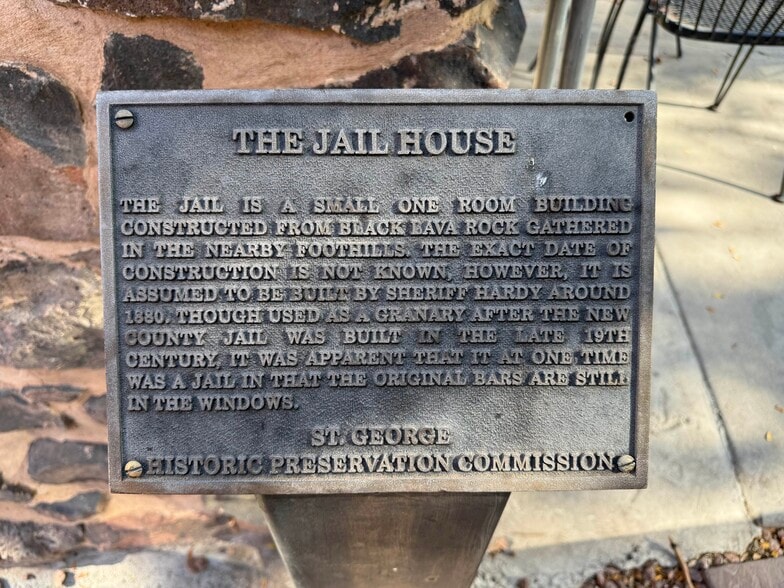 THE JAIL HOUSE
THE JAIL IS A SMALL ONE ROOM BUILDING
CONSTRUCTED FROM BLACK LAVA ROCK GATHERED
IN THE NEARBY FOOTHILLS. THE EXACT DATE OF
CONSTRUCTION IS NOT KNOWN, HOWEVER, IT IS
ASSUMED TO BE BUILT BY SHERIFF HARDY AROUND
1880. THOUGH USED AS A GRANARY AFTER THE NEW
COUNTY JAIL WAS BUILT IN THE LATE 19TH
CENTURY, IT WAS APPARENT THAT IT AT ONE TIME
WAS A JAIL IN THAT THE ORIGINAL BARS ARE STILL
IN THE WINDOWS.
ST. GEORGE
HISTORIC PRESERVATION COMMISSION